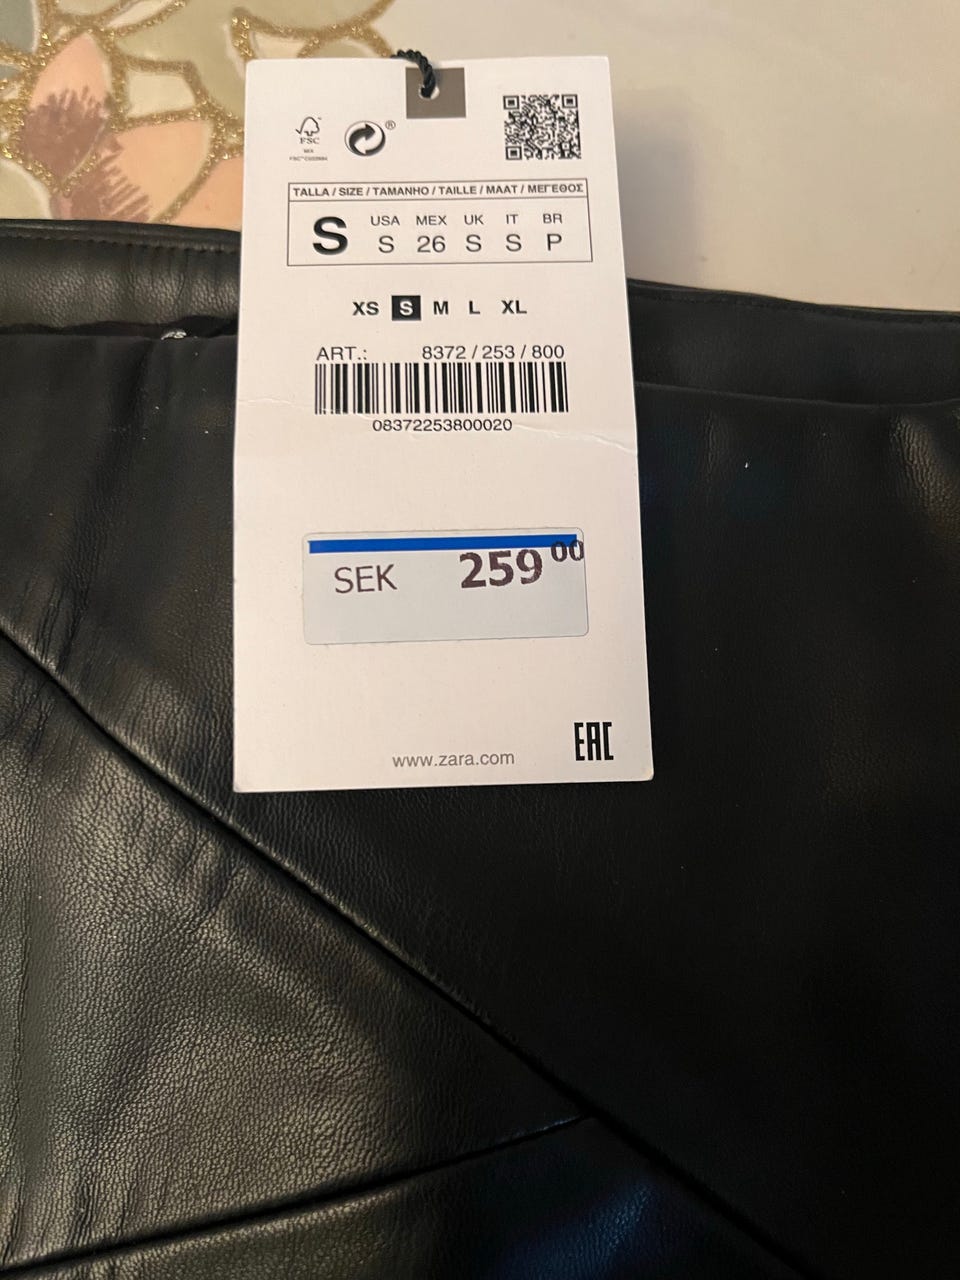 FSC
MIX
®
TALLA / SIZE / TAMANHO / TAILLE / MAAT / ΜΕΓΕΘΟΣ
S
USA MEX UK IT BR
S 26 S S P
XS S M L XL
ART.: 8372 / 253 / 800
08372253800020
SEK 259 00
www.zara.com
EAC